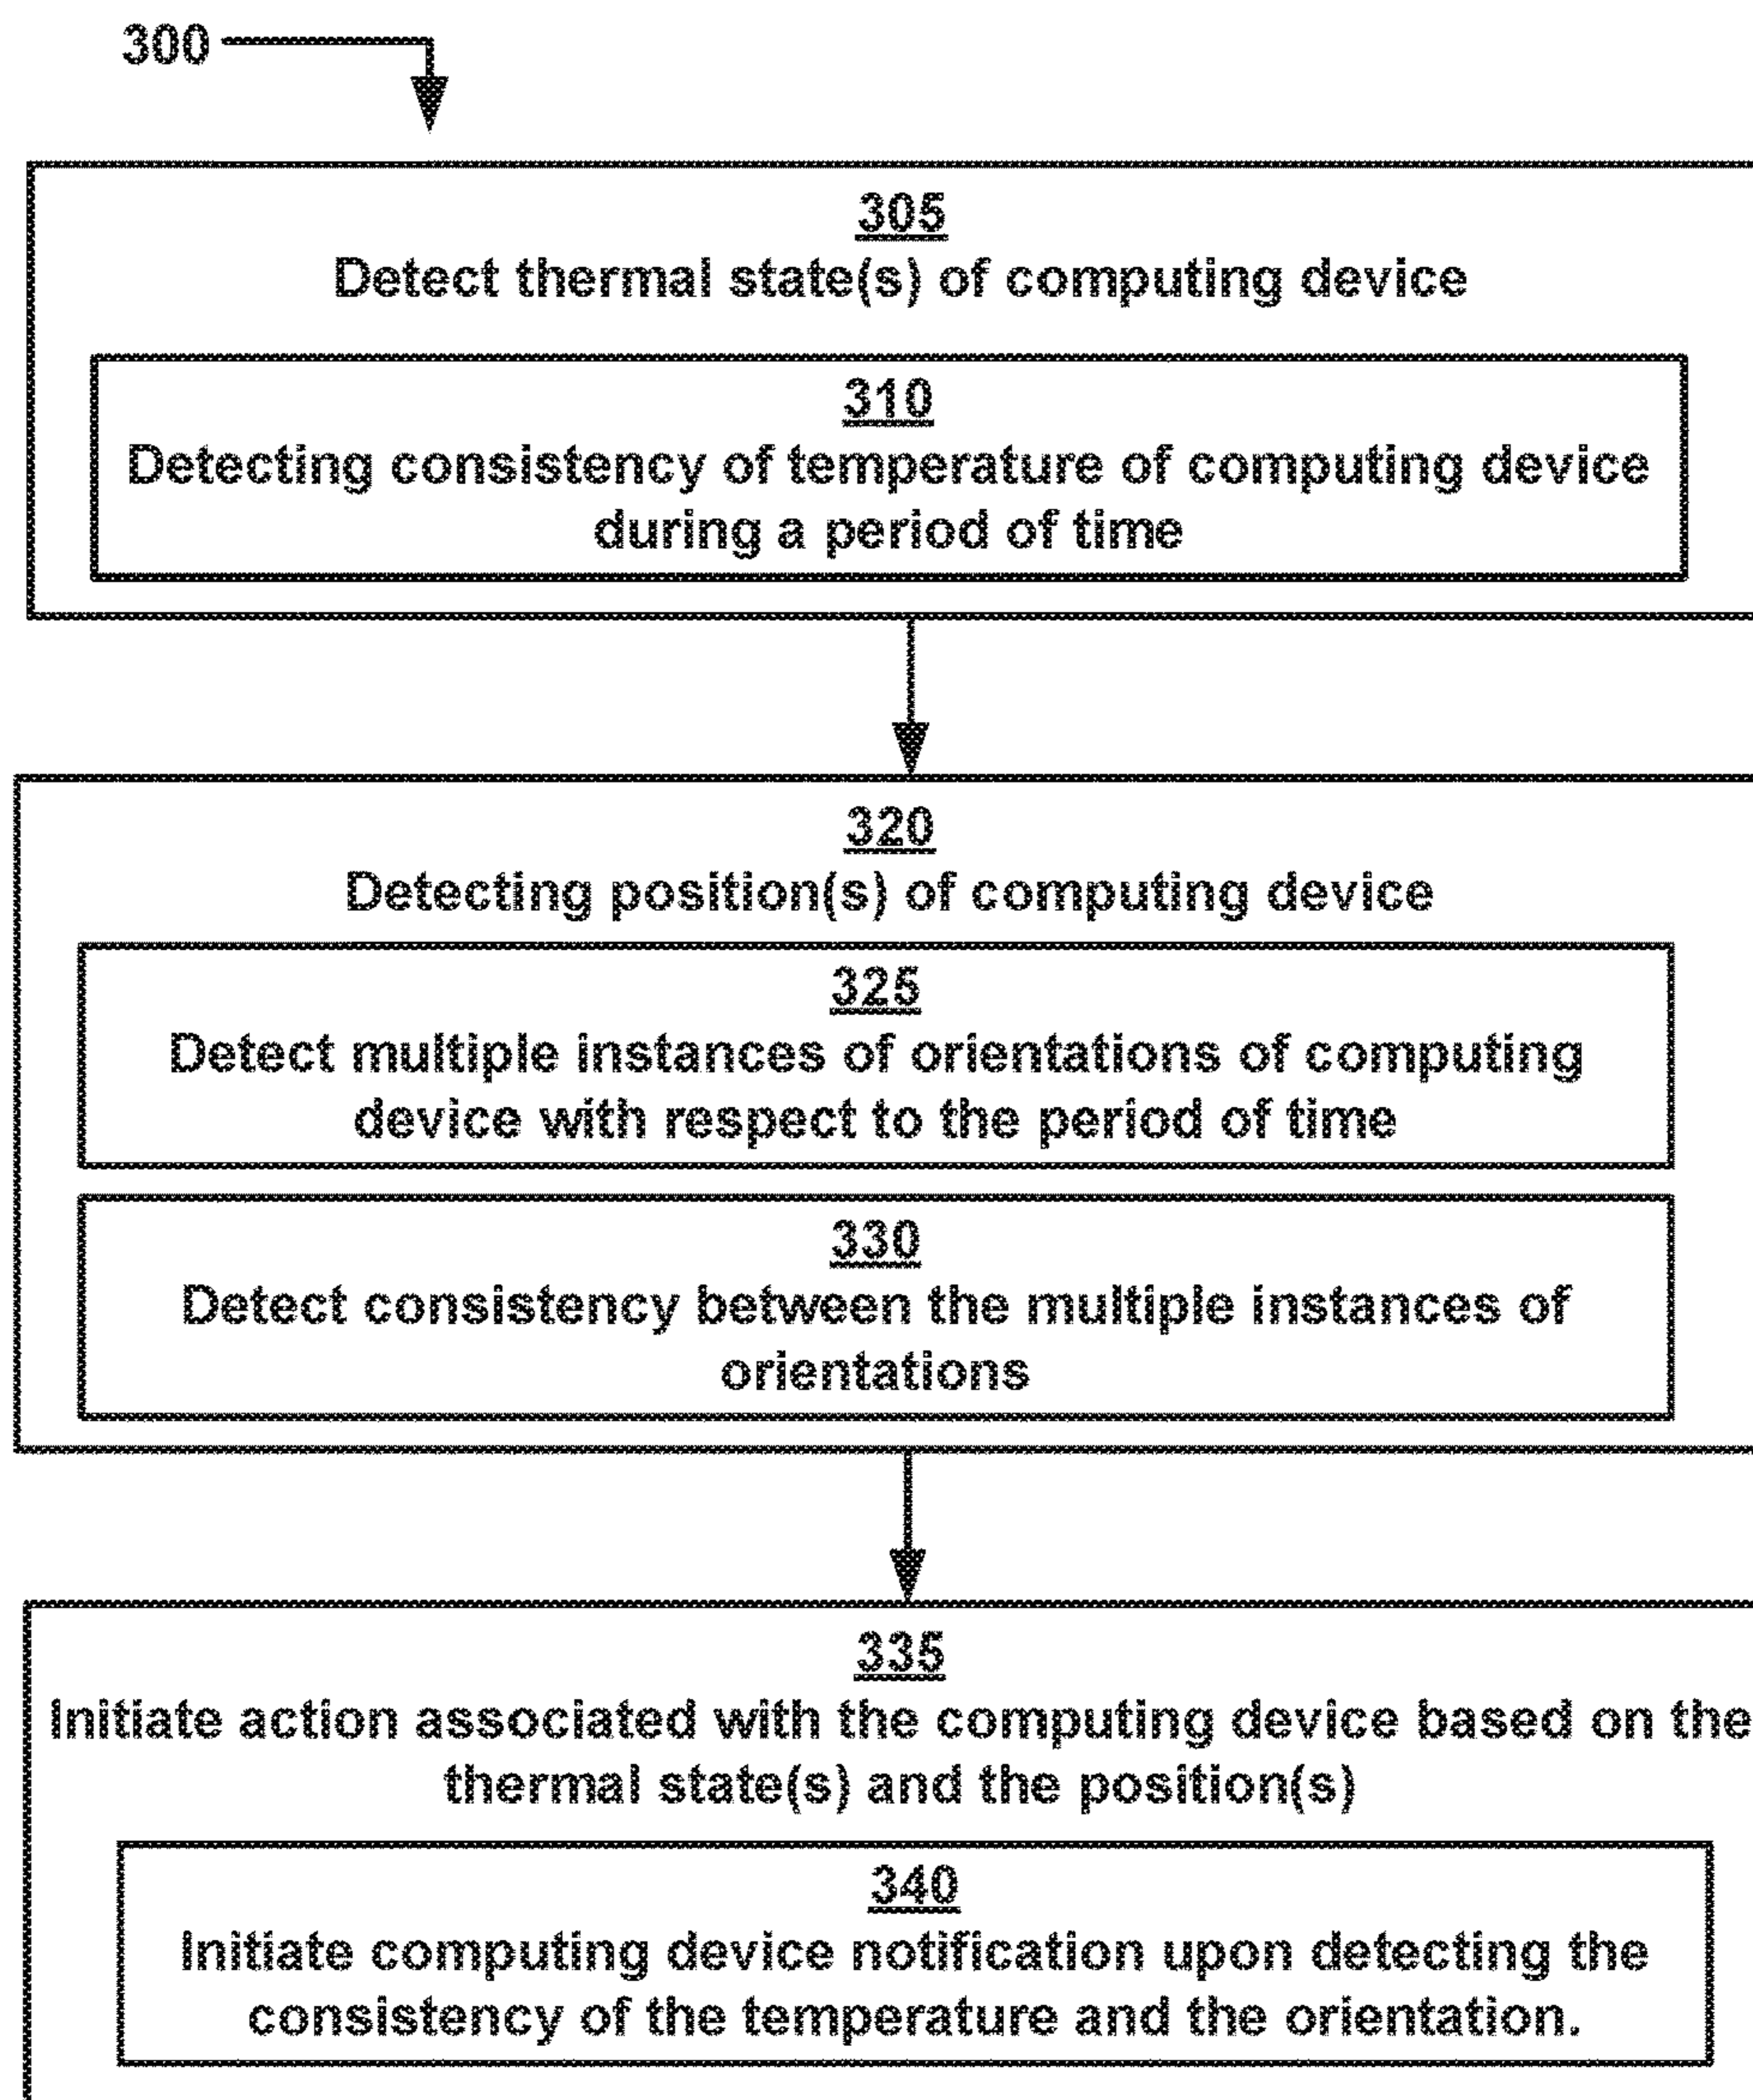 300
305
Detect thermal state(s) of computing device
310
Detecting consistency of temperature of computing device
during a period of time
320
Detecting position(s) of computing device
325
Detect multiple instances of orientations of computing
device with respect to the period of time
330
Detect consistency between the multiple instances of
orientations
335
Initiate action associated with the computing device based on the
thermal state(s) and the position(s)
340
Initiate computing device notification upon detecting the
consistency of the temperature and the orientation.